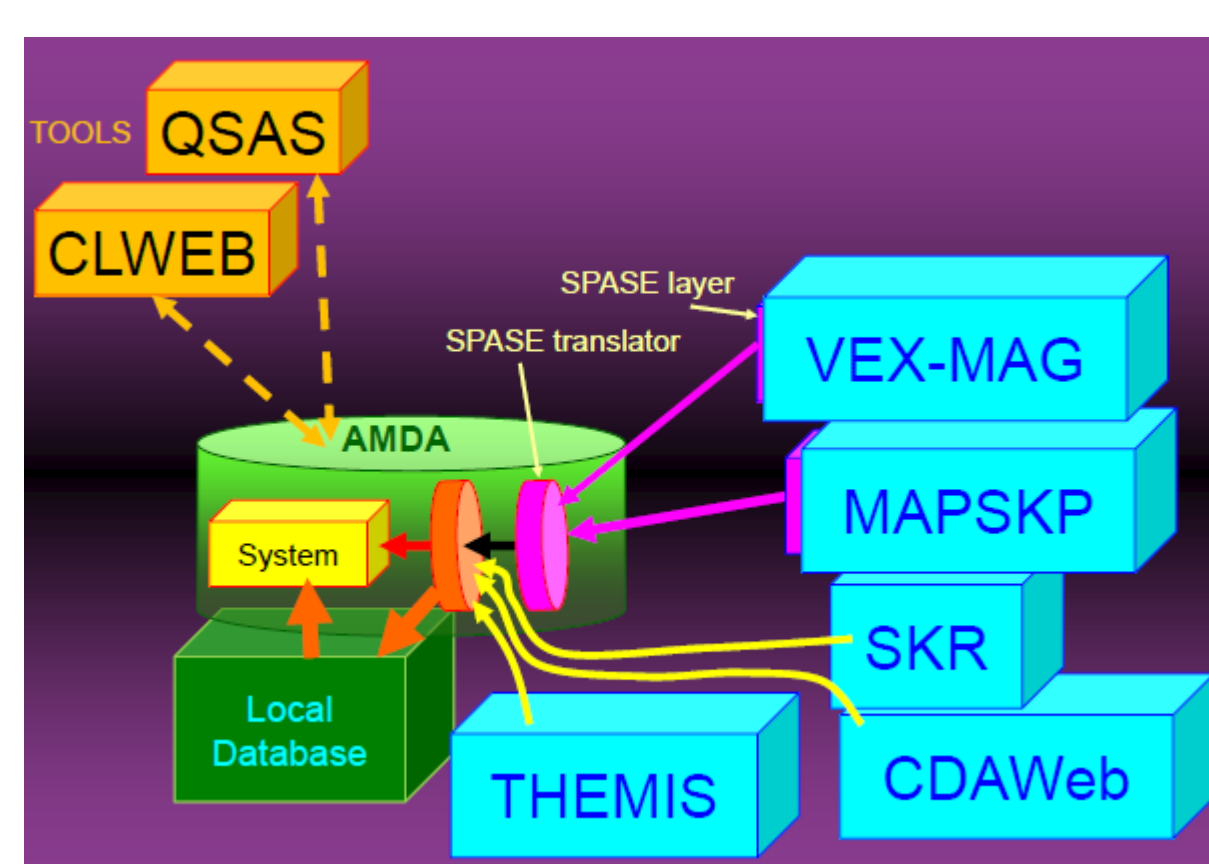 TOOLS
QSAS
CLWEB
SPASE layer
SPASE translator
VEX-MAG
AMDA
MAPSKP
System
SKR
Local
Database
THEMIS
CDAWeb